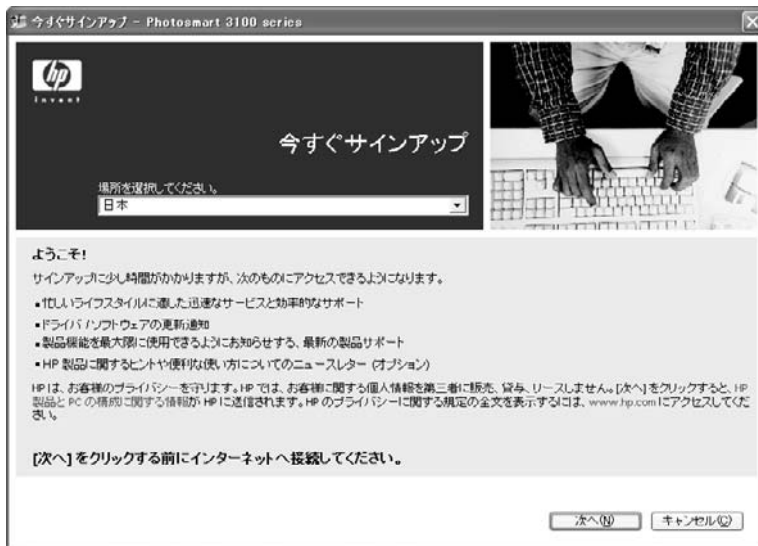 今すぐサインアップ - Photosmart 3100 series
hp
invent
今すぐサインアップ
場所を選択してください。
日本
ようこそ!
サインアップに少し時間がかかりますが、次のものにアクセスできるようになります。
▪忙しいライフスタイルに適した迅速なサービスと効率的なサポート
▪ドライバ / ソフトウェアの更新通知
▪製品機能を最大限に使用できるようにお知らせする、最新の製品サポート
▪HP 製品に関するヒントや便利な使い方についてのニュースレター (オプション)
HP は、お客様のプライバシーを守ります。HP では、お客様に関する個人情報を第三者に販売、貸与、リースしません。[次へ] をクリックすると、HP
製品と PC の構成に関する情報が HP に送信されます。HP のプライバシーに関する規定の全文を表示するには、www.hp.com にアクセスしてくだ
さい。
[次へ] をクリックする前にインターネットへ接続してください。
次へ(N)
キャンセル(C)